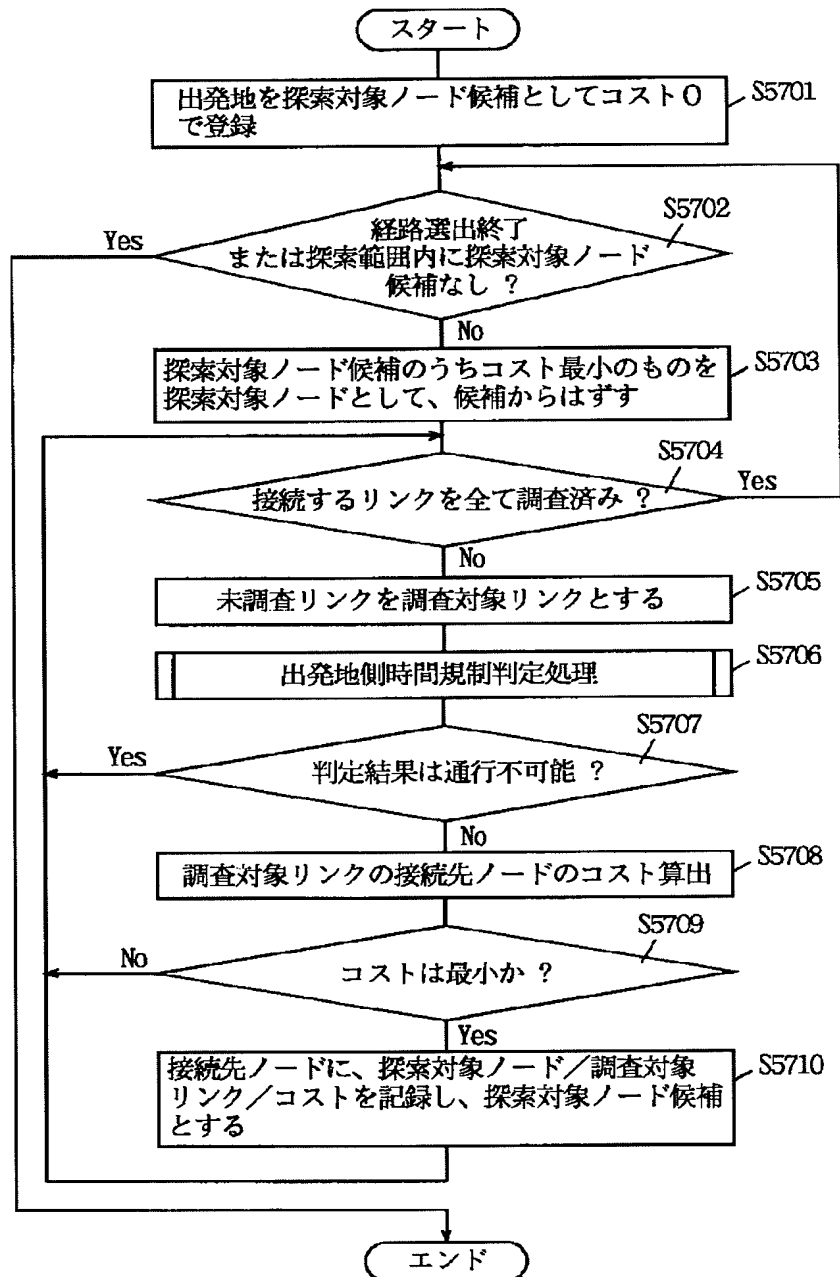 スタート
出発地を探索対象ノード候補としてコスト0
で登録
S5701
S5702
Yes
経路選出終了
または探索範囲内に探索対象ノード
候補なし ?
No
探索対象ノード候補のうちコスト最小のものを
探索対象ノードとして、候補からはずす
S5703
S5704
接続するリンクを全て調査済み ?
Yes
No
未調査リンクを調査対象リンクとする
S5705
出発地側時間規制判定処理
S5706
S5707
Yes
判定結果は通行不可能 ?
No
調査対象リンクの接続先ノードのコスト算出
S5708
S5709
No
コストは最小か ?
Yes
接続先ノードに、探索対象ノード/調査対象
リンク/コストを記録し、探索対象ノード候補
とする
S5710
エンド